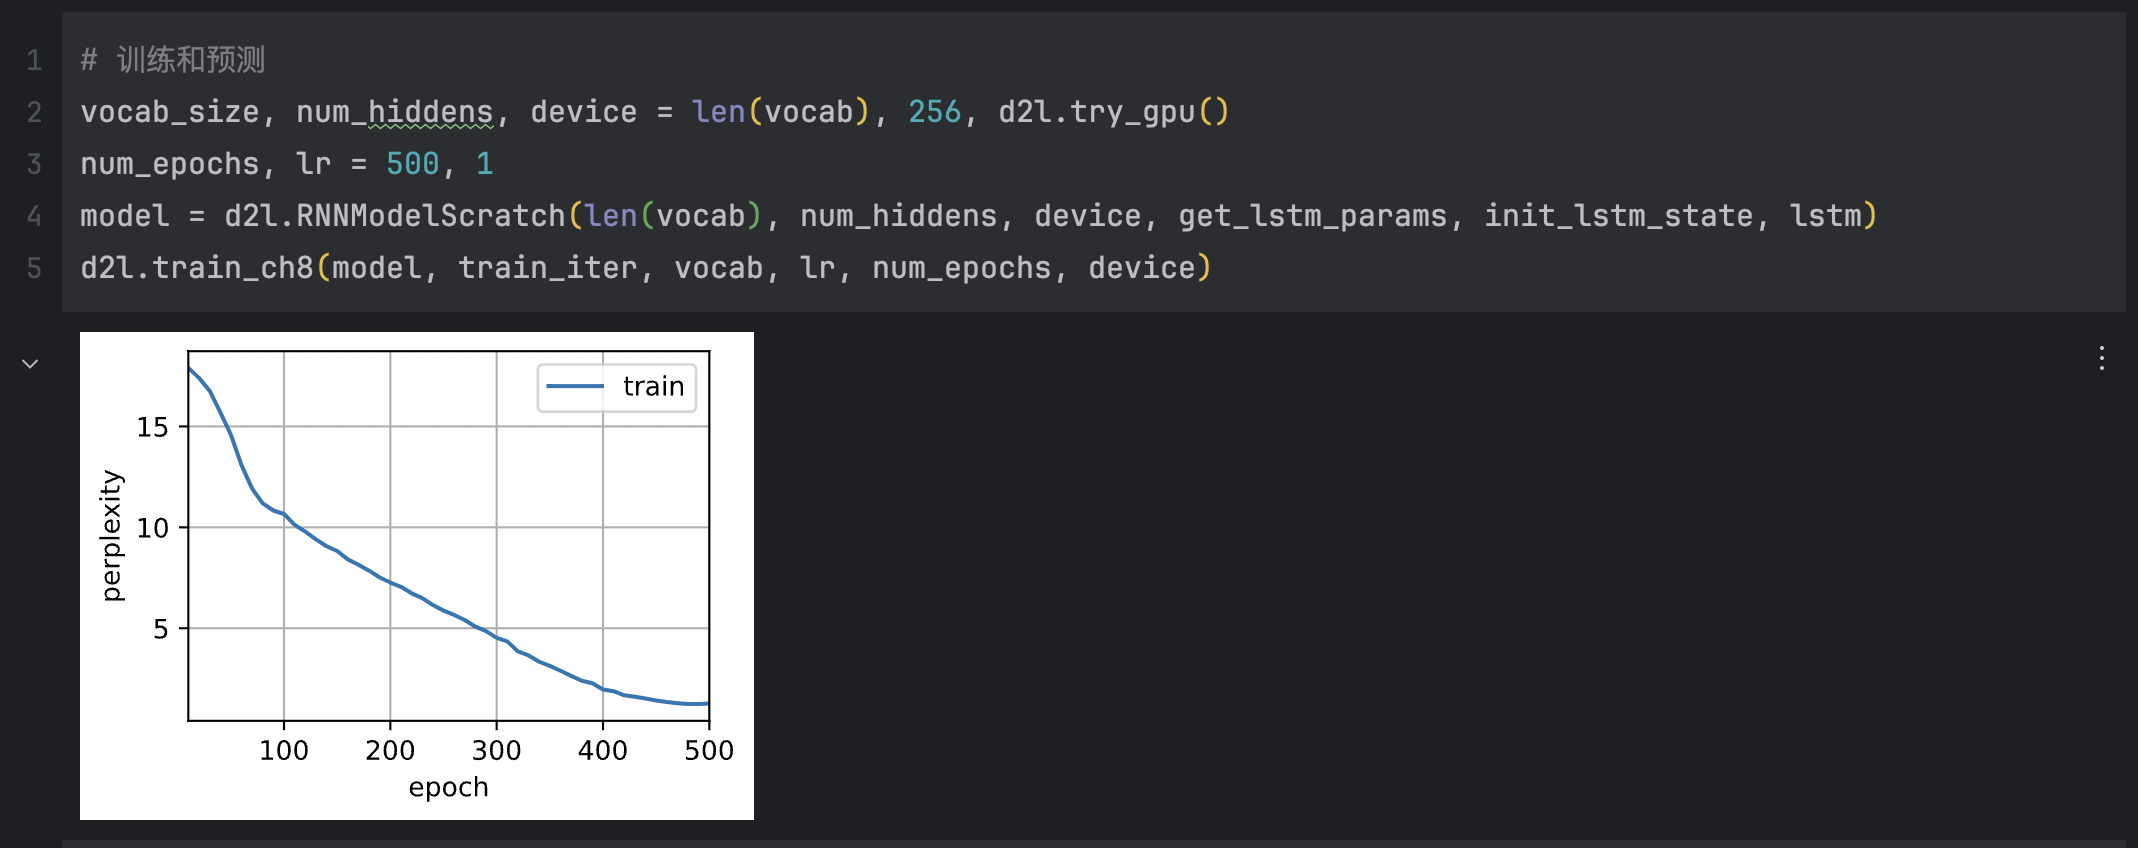 1 # 训练和预测
2 vocab_size, num_hiddens, device = len(vocab), 256, d2l.try_gpu()
3 num_epochs, lr = 500, 1
4 model = d2l.RNNModelScratch(len(vocab), num_hiddens, device, get_lstm_params, init_lstm_state, lstm)
5 d2l.train_ch8(model, train_iter, vocab, lr, num_epochs, device)
train
15
10
5
perplexity
100 200 300 400 500
epoch